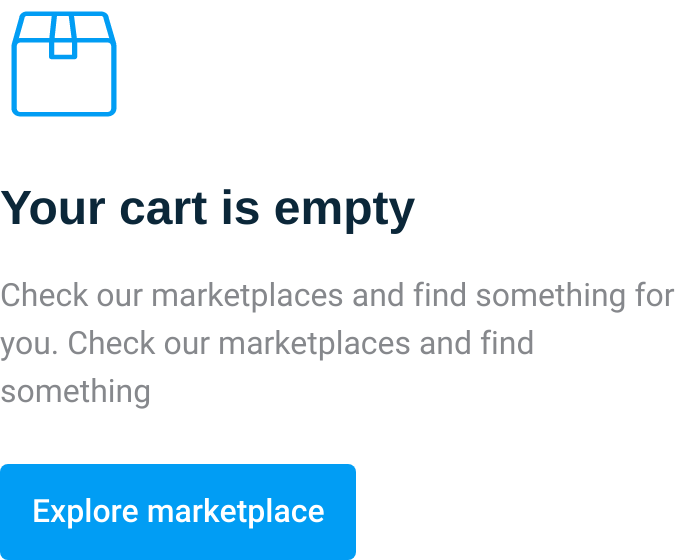 Your cart is empty
Check our marketplaces and find something for
you. Check our marketplaces and find
something
Explore marketplace